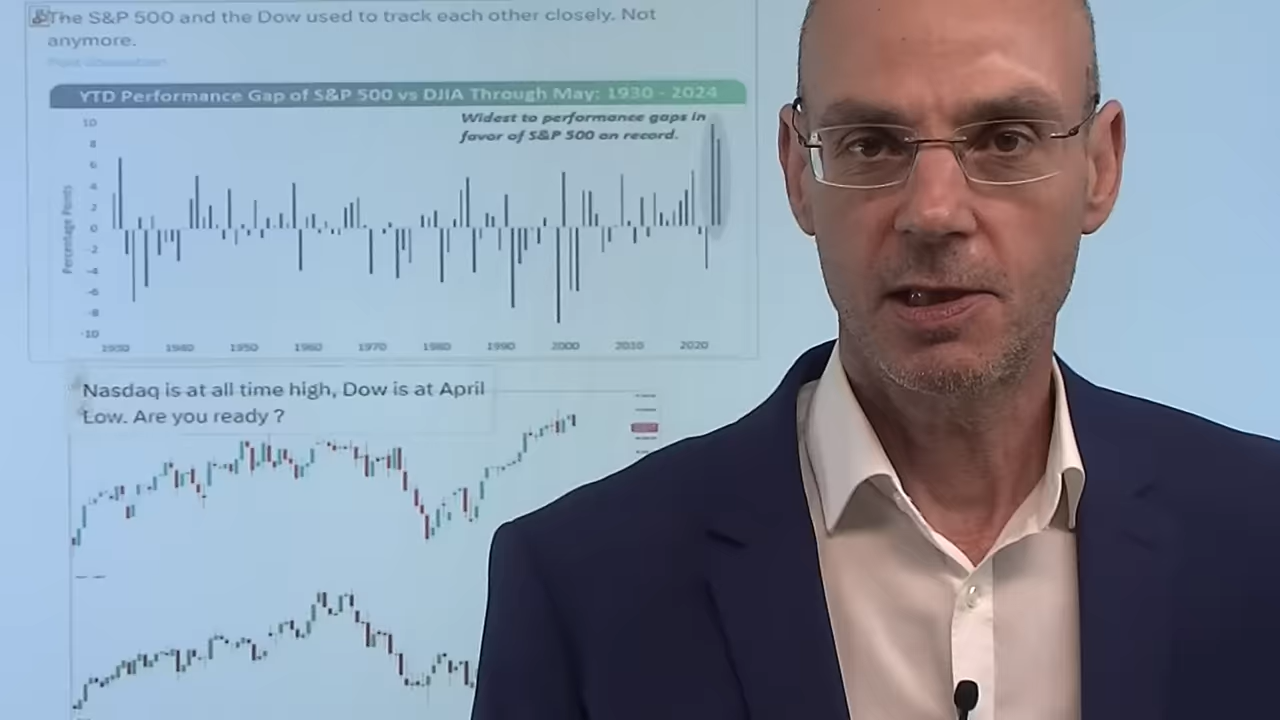 The S&P 500 and the Dow used to track each other closely. Not
anymore.
YTD Performance Gap of S&P 500 vs DJIA Through May: 1930 - 2024
Widest to performance gaps in
favor of S&P 500 on record.
Percentage Points
10
8
6
4
2
0
-2
-4
-6
-8
-10
1930 1940 1950 1960 1970 1980 1990 2000 2010 2020
Nasdaq is at all time high, Dow is at April
Low. Are you ready ?